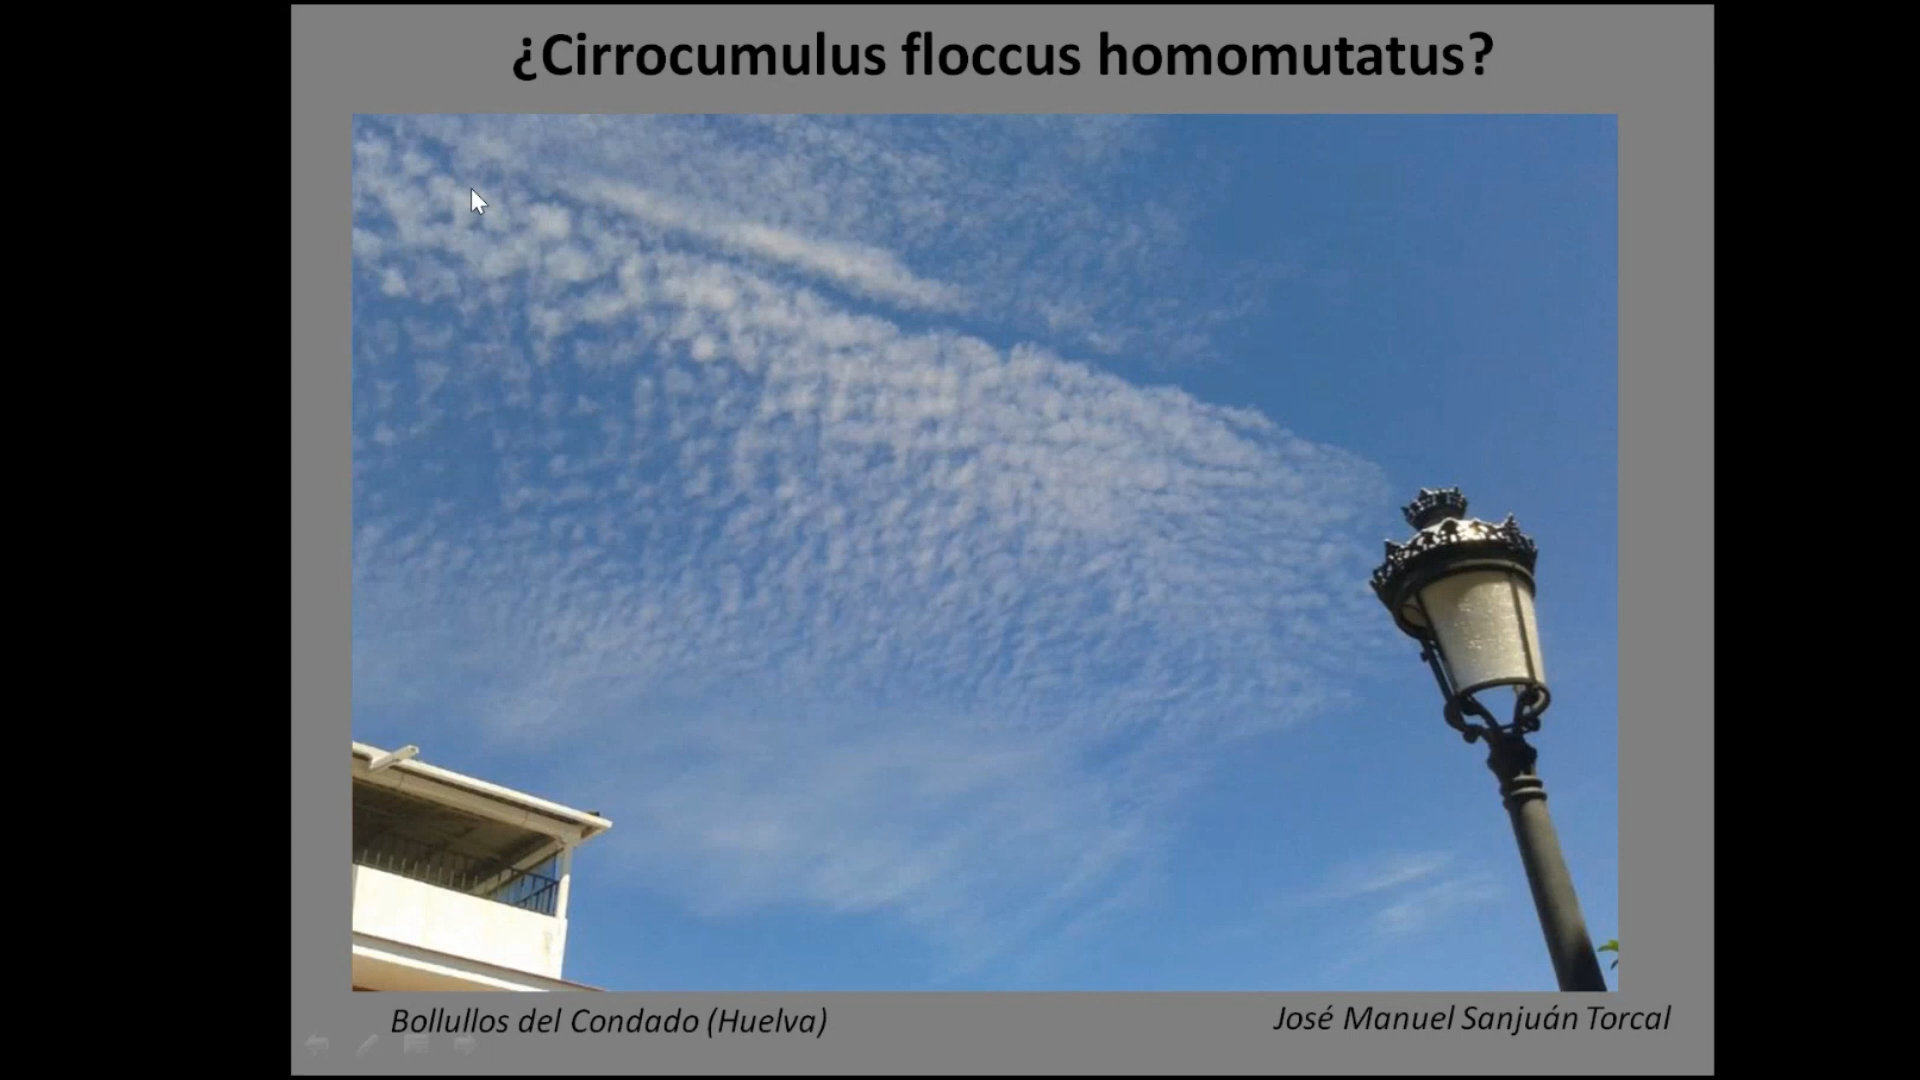 ¿Cirrocumulus floccus homomutatus?
Bollullos del Condado (Huelva)
José Manuel Sanjuán Torcal